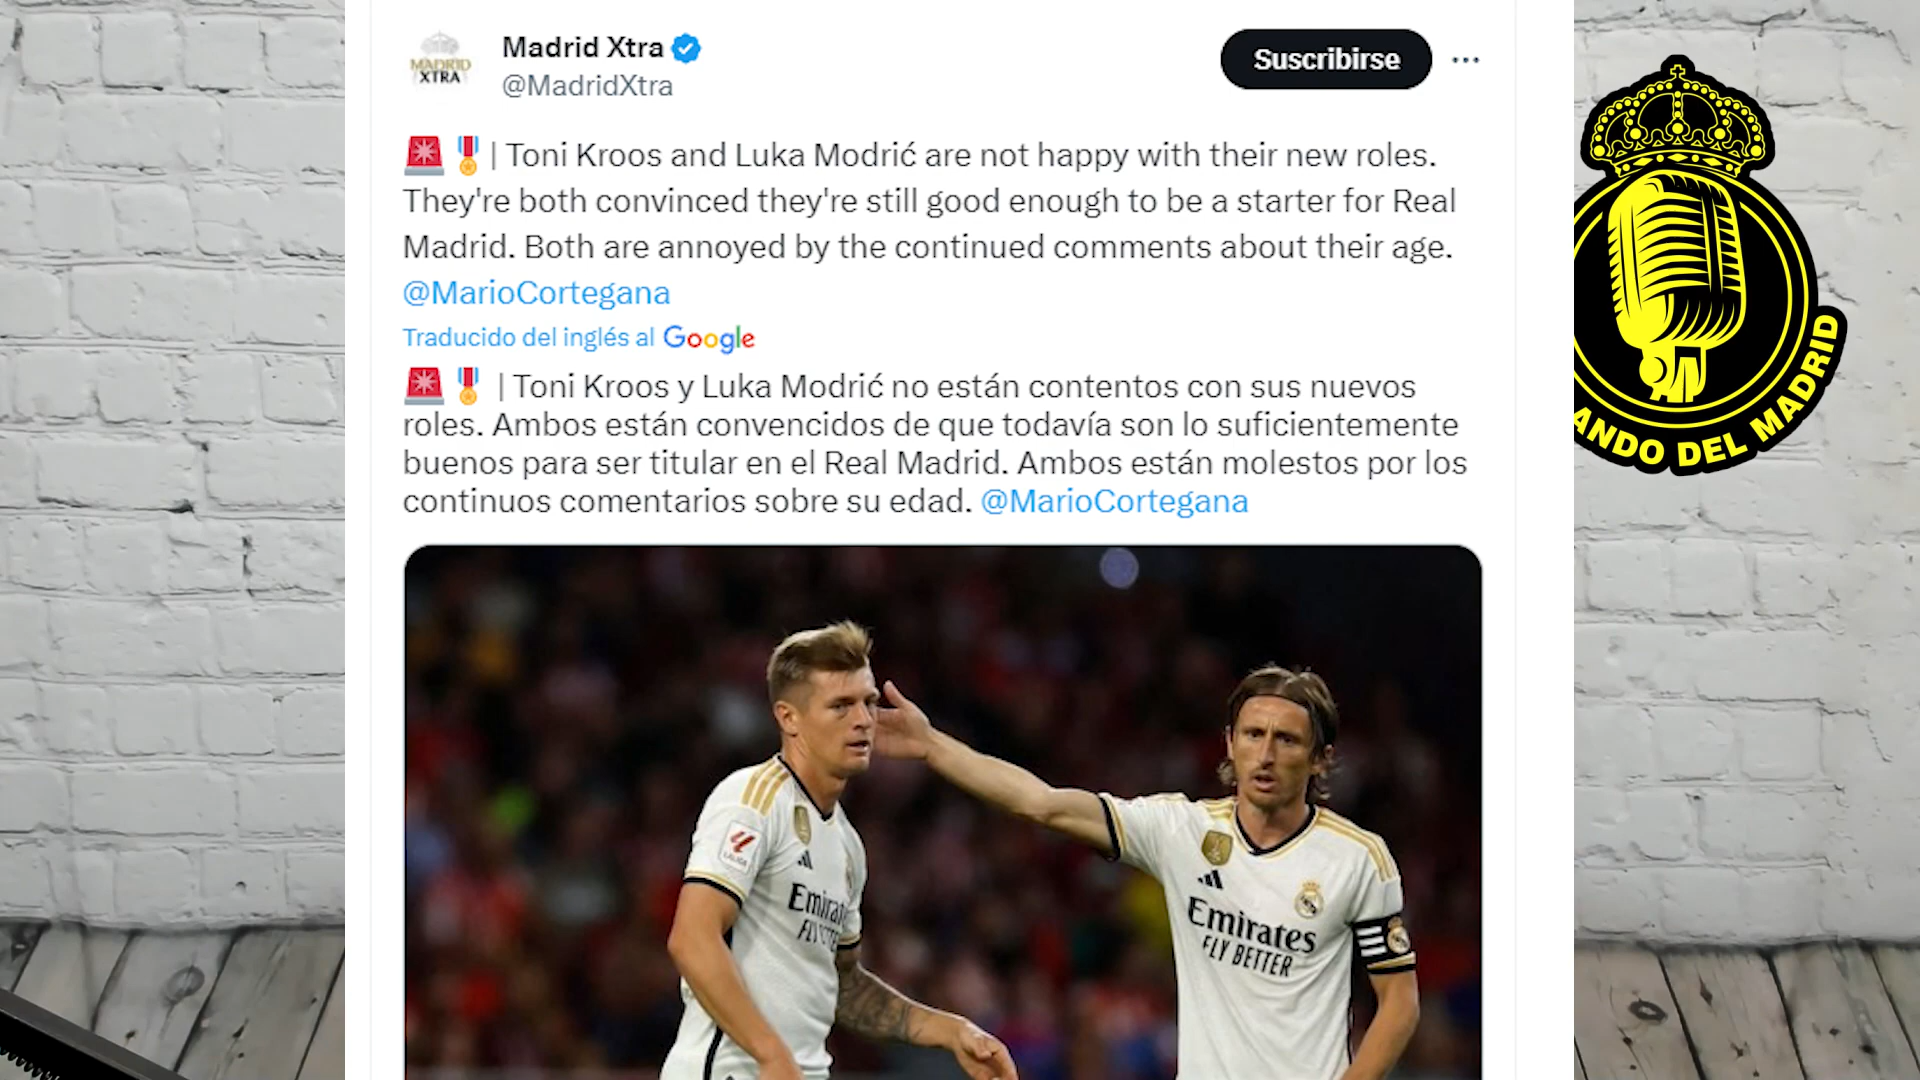 Madrid Xtra
@MadridXtra
MADRID
XTRA
Suscribirse
| Toni Kroos and Luka Modrić are not happy with their new roles.
They're both convinced they're still good enough to be a starter for Real
Madrid. Both are annoyed by the continued comments about their age.
@MarioCortegana
Traducido del inglés al Google
| Toni Kroos y Luka Modrić no están contentos con sus nuevos
roles. Ambos están convencidos de que todavía son lo suficientemente
buenos para ser titular en el Real Madrid. Ambos están molestos por los
continuos comentarios sobre su edad. @MarioCortegana
ANDO DEL MADRID
LALIGA
Emirates
FLY BETTER